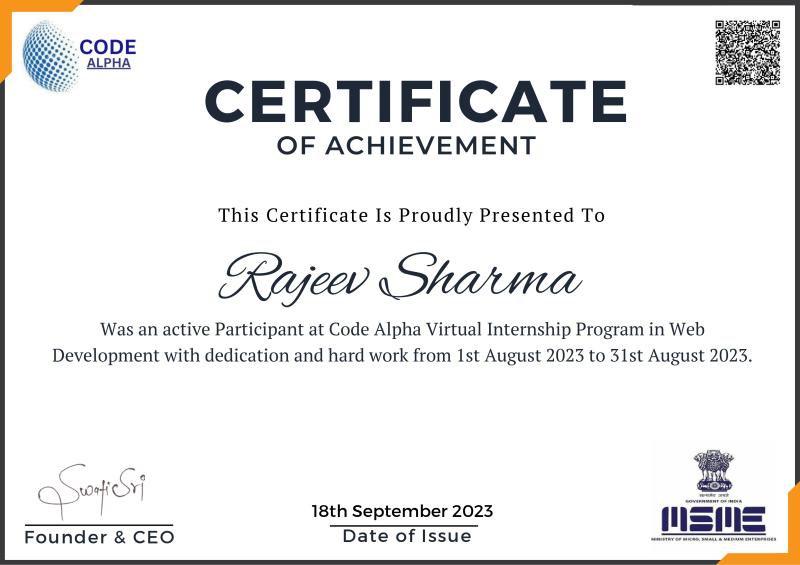 CODE
ALPHA
CERTIFICATE
OF ACHIEVEMENT
This Certificate Is Proudly Presented To
Rajeev Sharma
Was an active Participant at Code Alpha Virtual Internship Program in Web
Development with dedication and hard work from 1st August 2023 to 31st August 2023.
Founder & CEO
18th September 2023
Date of Issue
सत्यमेव जयते
GOVERNMENT OF INDIA
MSME
MINISTRY OF MICRO, SMALL & MEDIUM ENTERPRISES